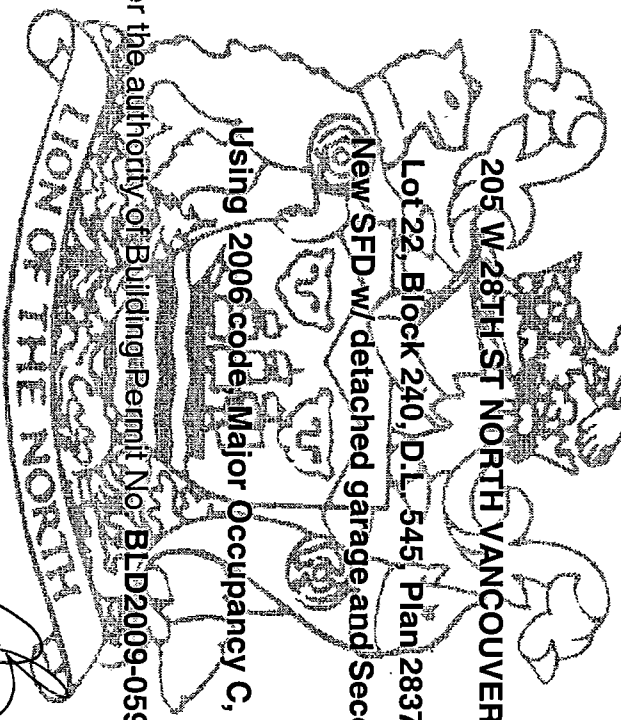 205 W 28TH ST NORTH VANCOUVER
Lot 22, Block 240, D.L. 545, Plan 2837
New SFD w/ detached garage and Sec
Using 2006 code, Major Occupancy C,
r the authority of Building Permit No BLD2009-059
LION OF THE NORTH